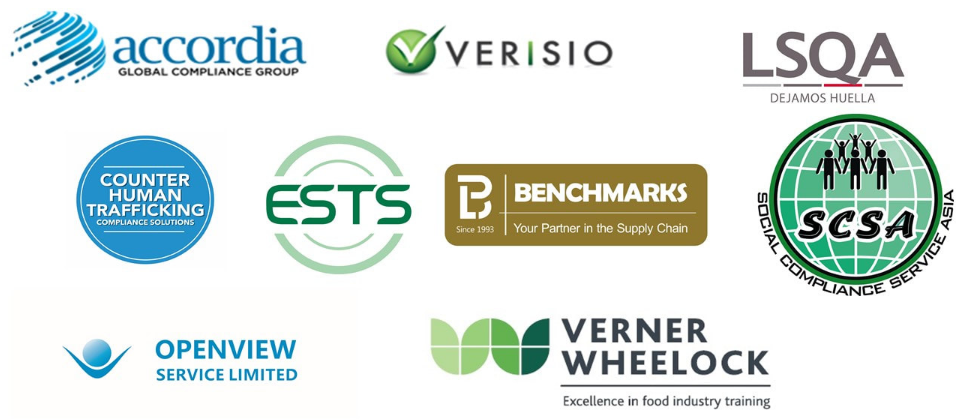 accordia
GLOBAL COMPLIANCE GROUP
VERISIO
LSQA
DEJAMOS HUELLA
COUNTER
HUMAN
TRAFFICKING
COMPLIANCE SOLUTIONS
ESTS
B
Since 1993
BENCHMARKS
Your Partner in the Supply Chain
SCSA
SOCIAL COMPLIANCE SERVICE ASIA
OPENVIEW
SERVICE LIMITED
VERNER
WHEELOCK
Excellence in food industry training